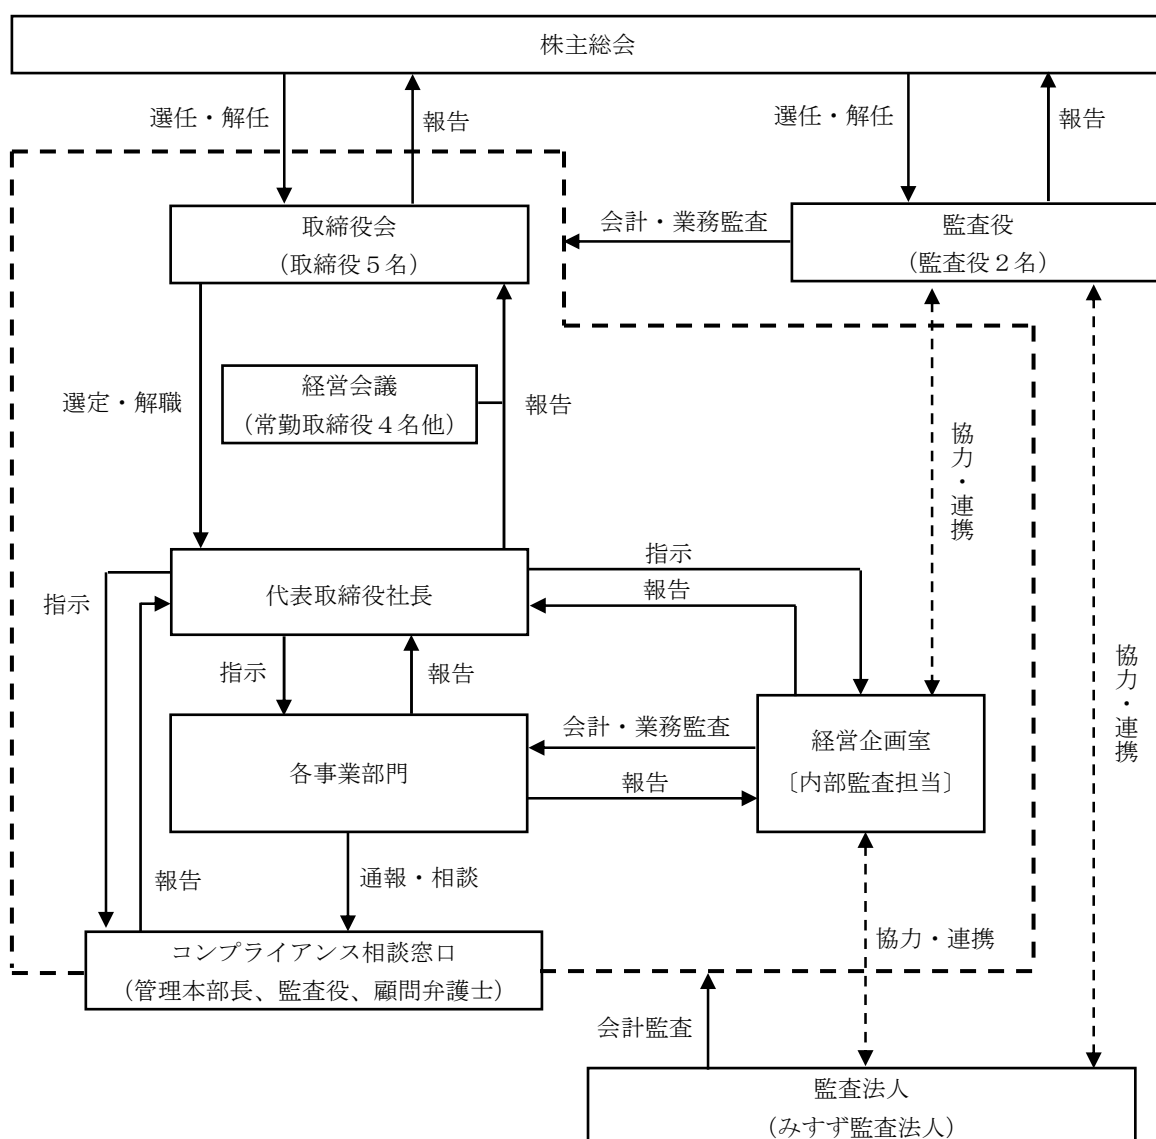 株主総会
選任・解任
報告
選任・解任
報告
取締役会
（取締役５名）
会計・業務監査
監査役
（監査役２名）
選定・解職
経営会議
（常勤取締役４名他）
報告
協力・連携
代表取締役社長
指示
報告
指示
指示
報告
協力・連携
各事業部門
会計・業務監査
報告
経営企画室
〔内部監査担当〕
報告
通報・相談
コンプライアンス相談窓口
（管理本部長、監査役、顧問弁護士）
協力・連携
会計監査
監査法人
（みすず監査法人）